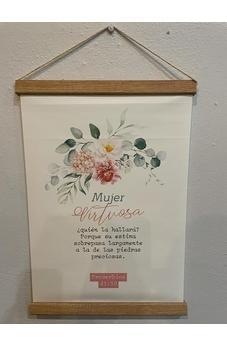 Mujer
Virtuosa
¿quién la hallará?
Porque su estima
sobrepasa largamente
a la de las piedras
preciosas.
Proverbios
31:10